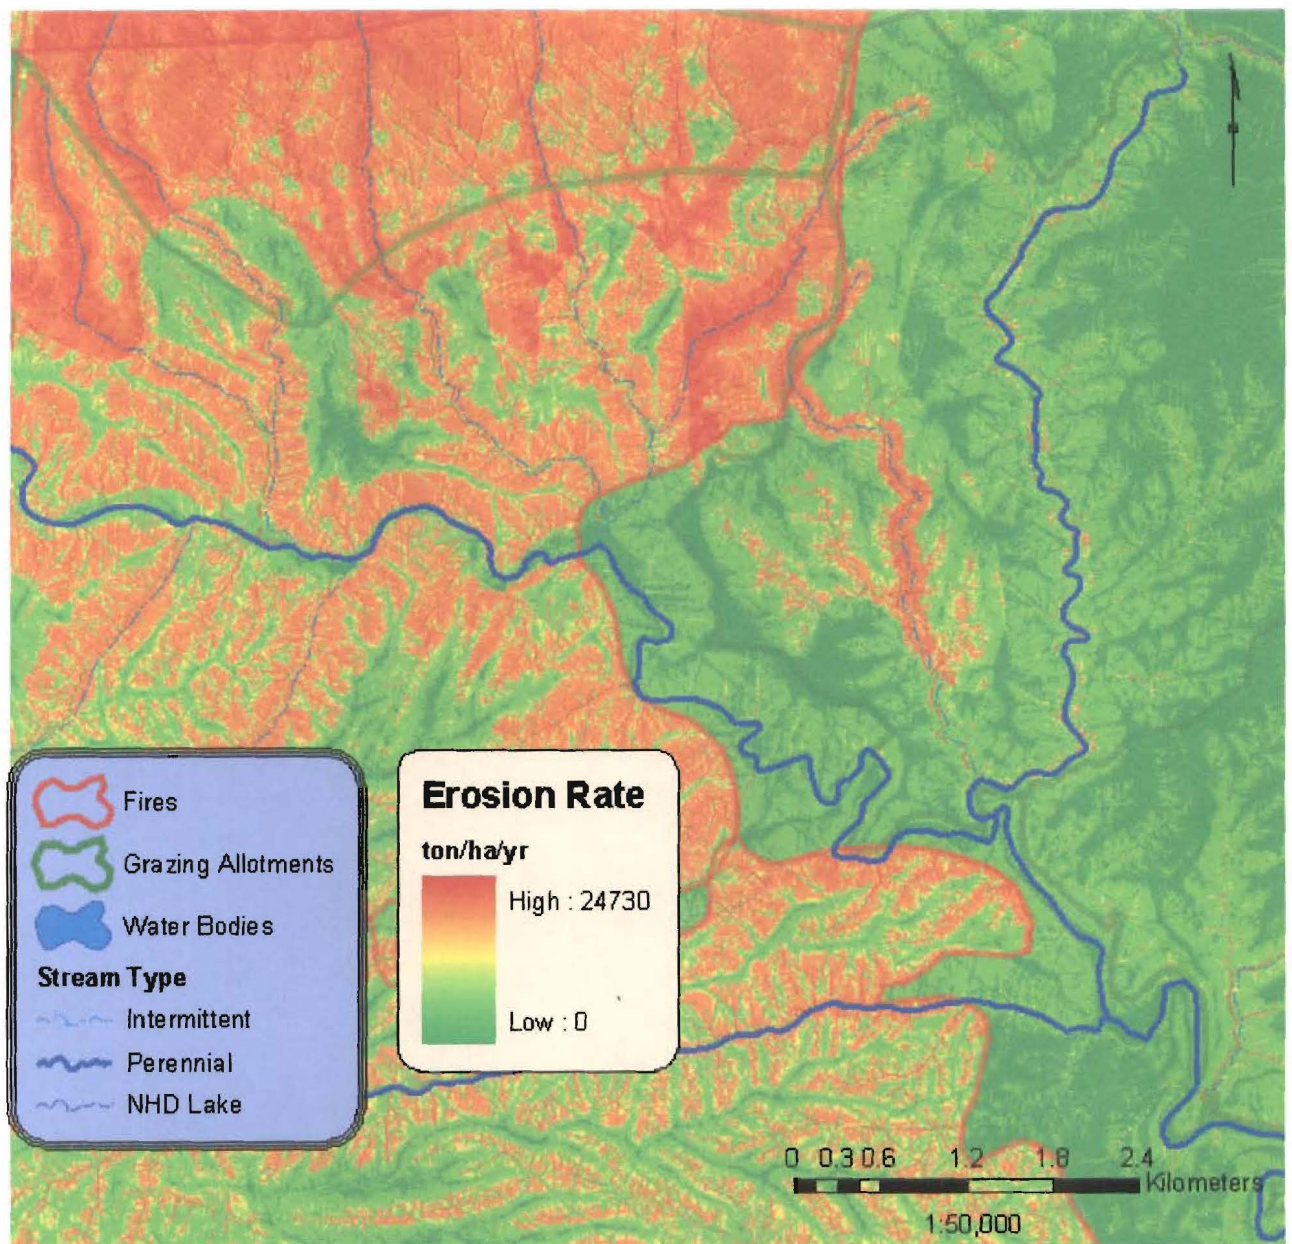 Fires
Grazing Allotments
Water Bodies
Stream Type
Intermittent
Perennial
NHD Lake
Erosion Rate
ton/ha/yr
High : 24730
Low : 0
0 0.3 0.6 1.2 1.8 2.4
Kilometers
1:50,000